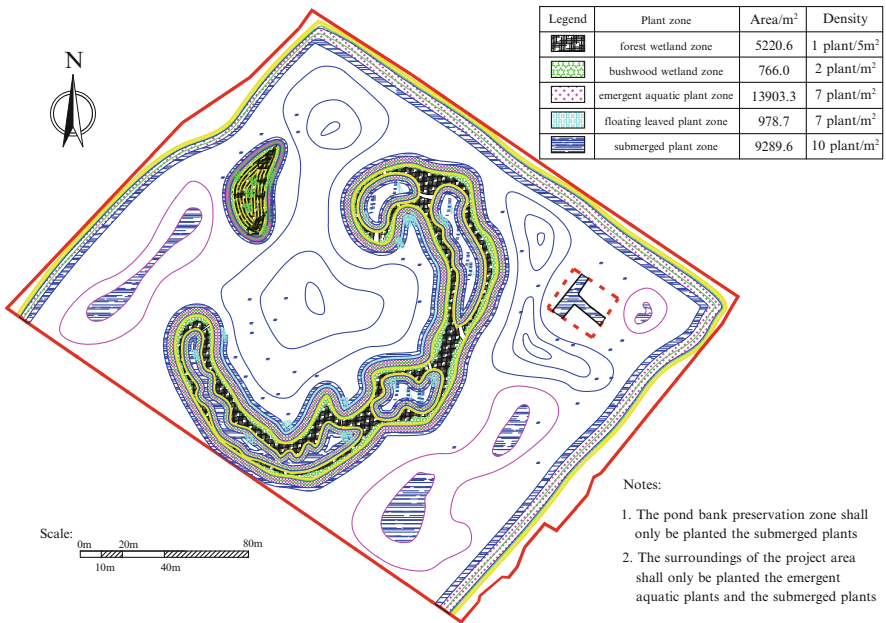 N
Legend Plant zone Area/m² Density
forest wetland zone 5220.6 1 plant/5m²
bushwood wetland zone 766.0 2 plant/m²
emergent aquatic plant zone 13903.3 7 plant/m²
floating leaved plant zone 978.7 7 plant/m²
submerged plant zone 9289.6 10 plant/m²
Notes:
1. The pond bank preservation zone shall
only be planted the submerged plants
2. The surroundings of the project area
shall only be planted the emergent
aquatic plants and the submerged plants
Scale:
0m 20m 80m
10m 40m